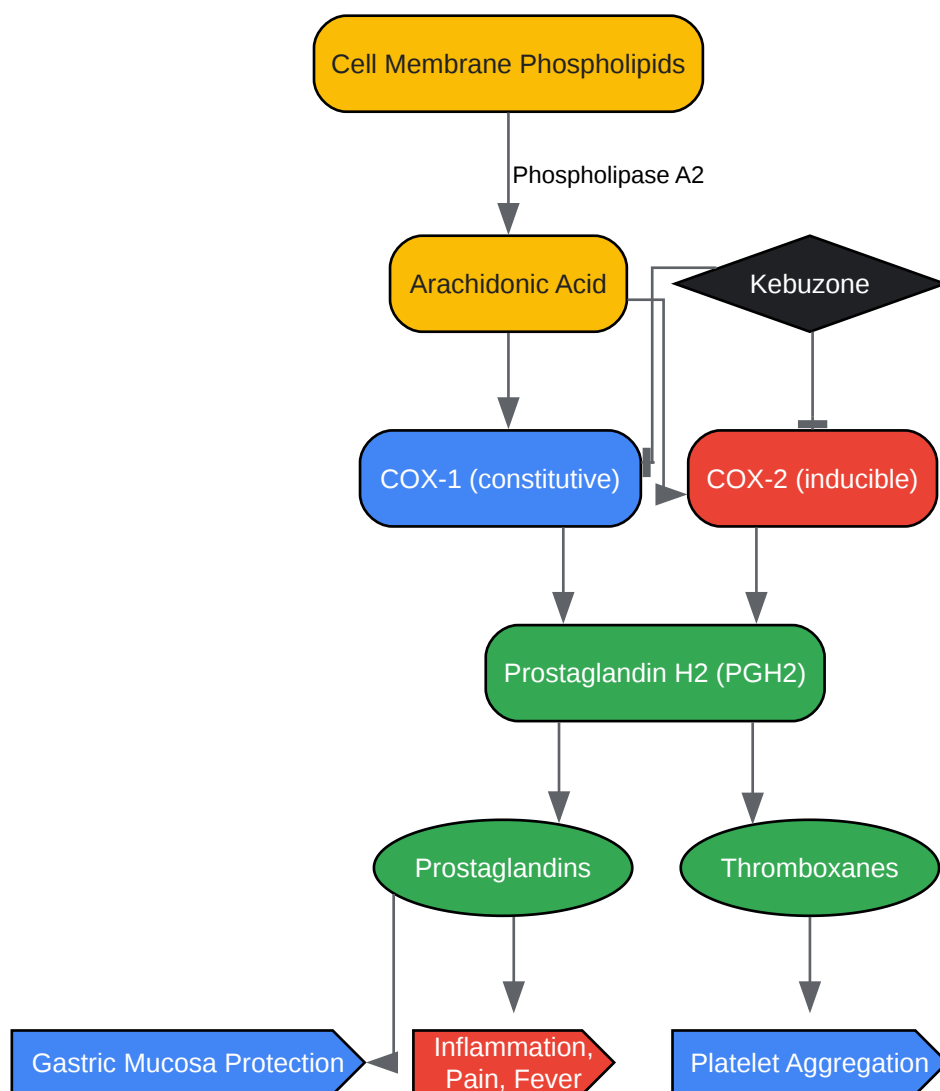 Cell Membrane Phospholipids
Phospholipase A2
Arachidonic Acid
Kebuzone
COX-1 (constitutive)
COX-2 (inducible)
Prostaglandin H2 (PGH2)
Prostaglandins
Thromboxanes
Gastric Mucosa Protection
Inflammation,
Pain, Fever
Platelet Aggregation